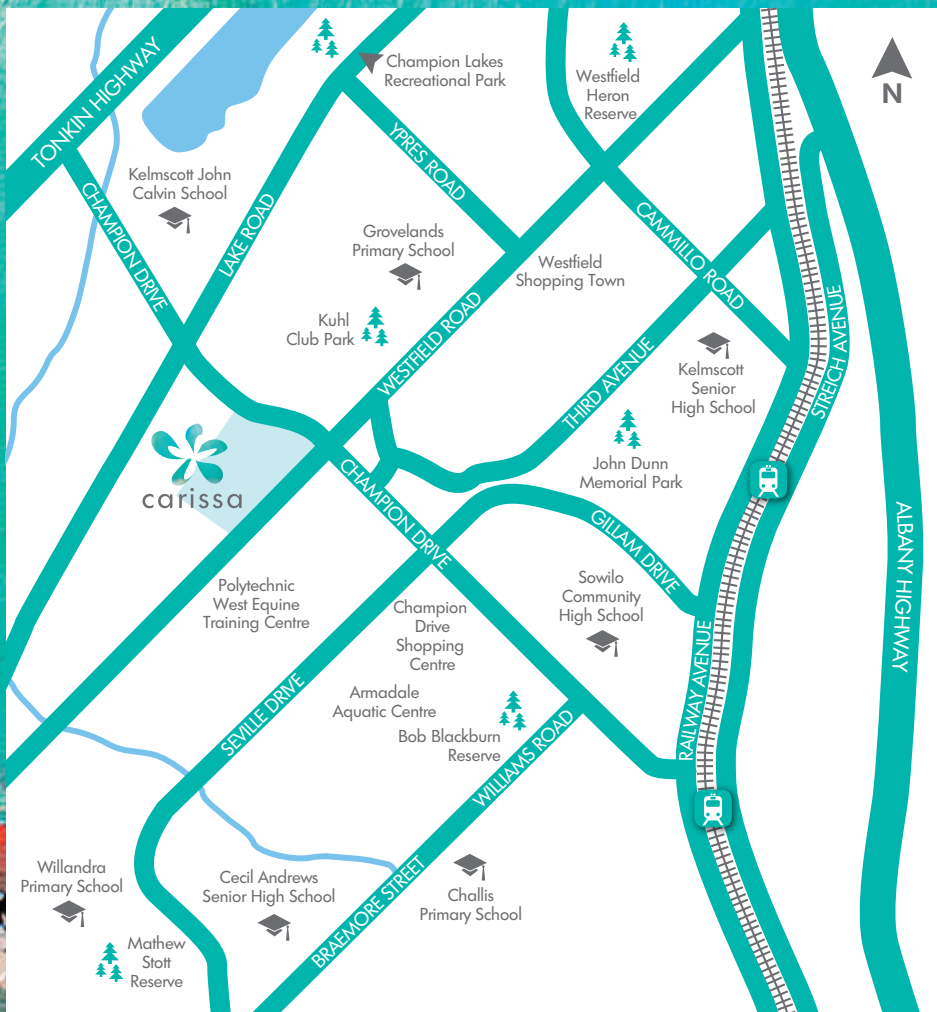 TONKIN HIGHWAY
Champion Lakes
Recreational Park
Westfield
Heron
Reserve
N
YPRES ROAD
Kelmscott John
Calvin School
CHAMPION DRIVE
LAKE ROAD
Grovelands
Primary School
CAMMILLO ROAD
Westfield
Shopping Town
Kuhl
Club Park
WESTFIELD ROAD
THIRD AVENUE
Kelmscott
Senior
High School
STREICH AVENUE
carissa
CHAMPION DRIVE
John Dunn
Memorial Park
GILLAM DRIVE
ALBANY HIGHWAY
Polytechnic
West Equine
Training Centre
Champion
Drive
Shopping
Centre
Sowilo
Community
High School
RAILWAY AVENUE
SEVILLE DRIVE
Armadale
Aquatic Centre
Bob Blackburn
Reserve
WILLIAMS ROAD
Willandra
Primary School
Cecil Andrews
Senior High School
BRAEMORE STREET
Challis
Primary School
Mathew
Stott
Reserve